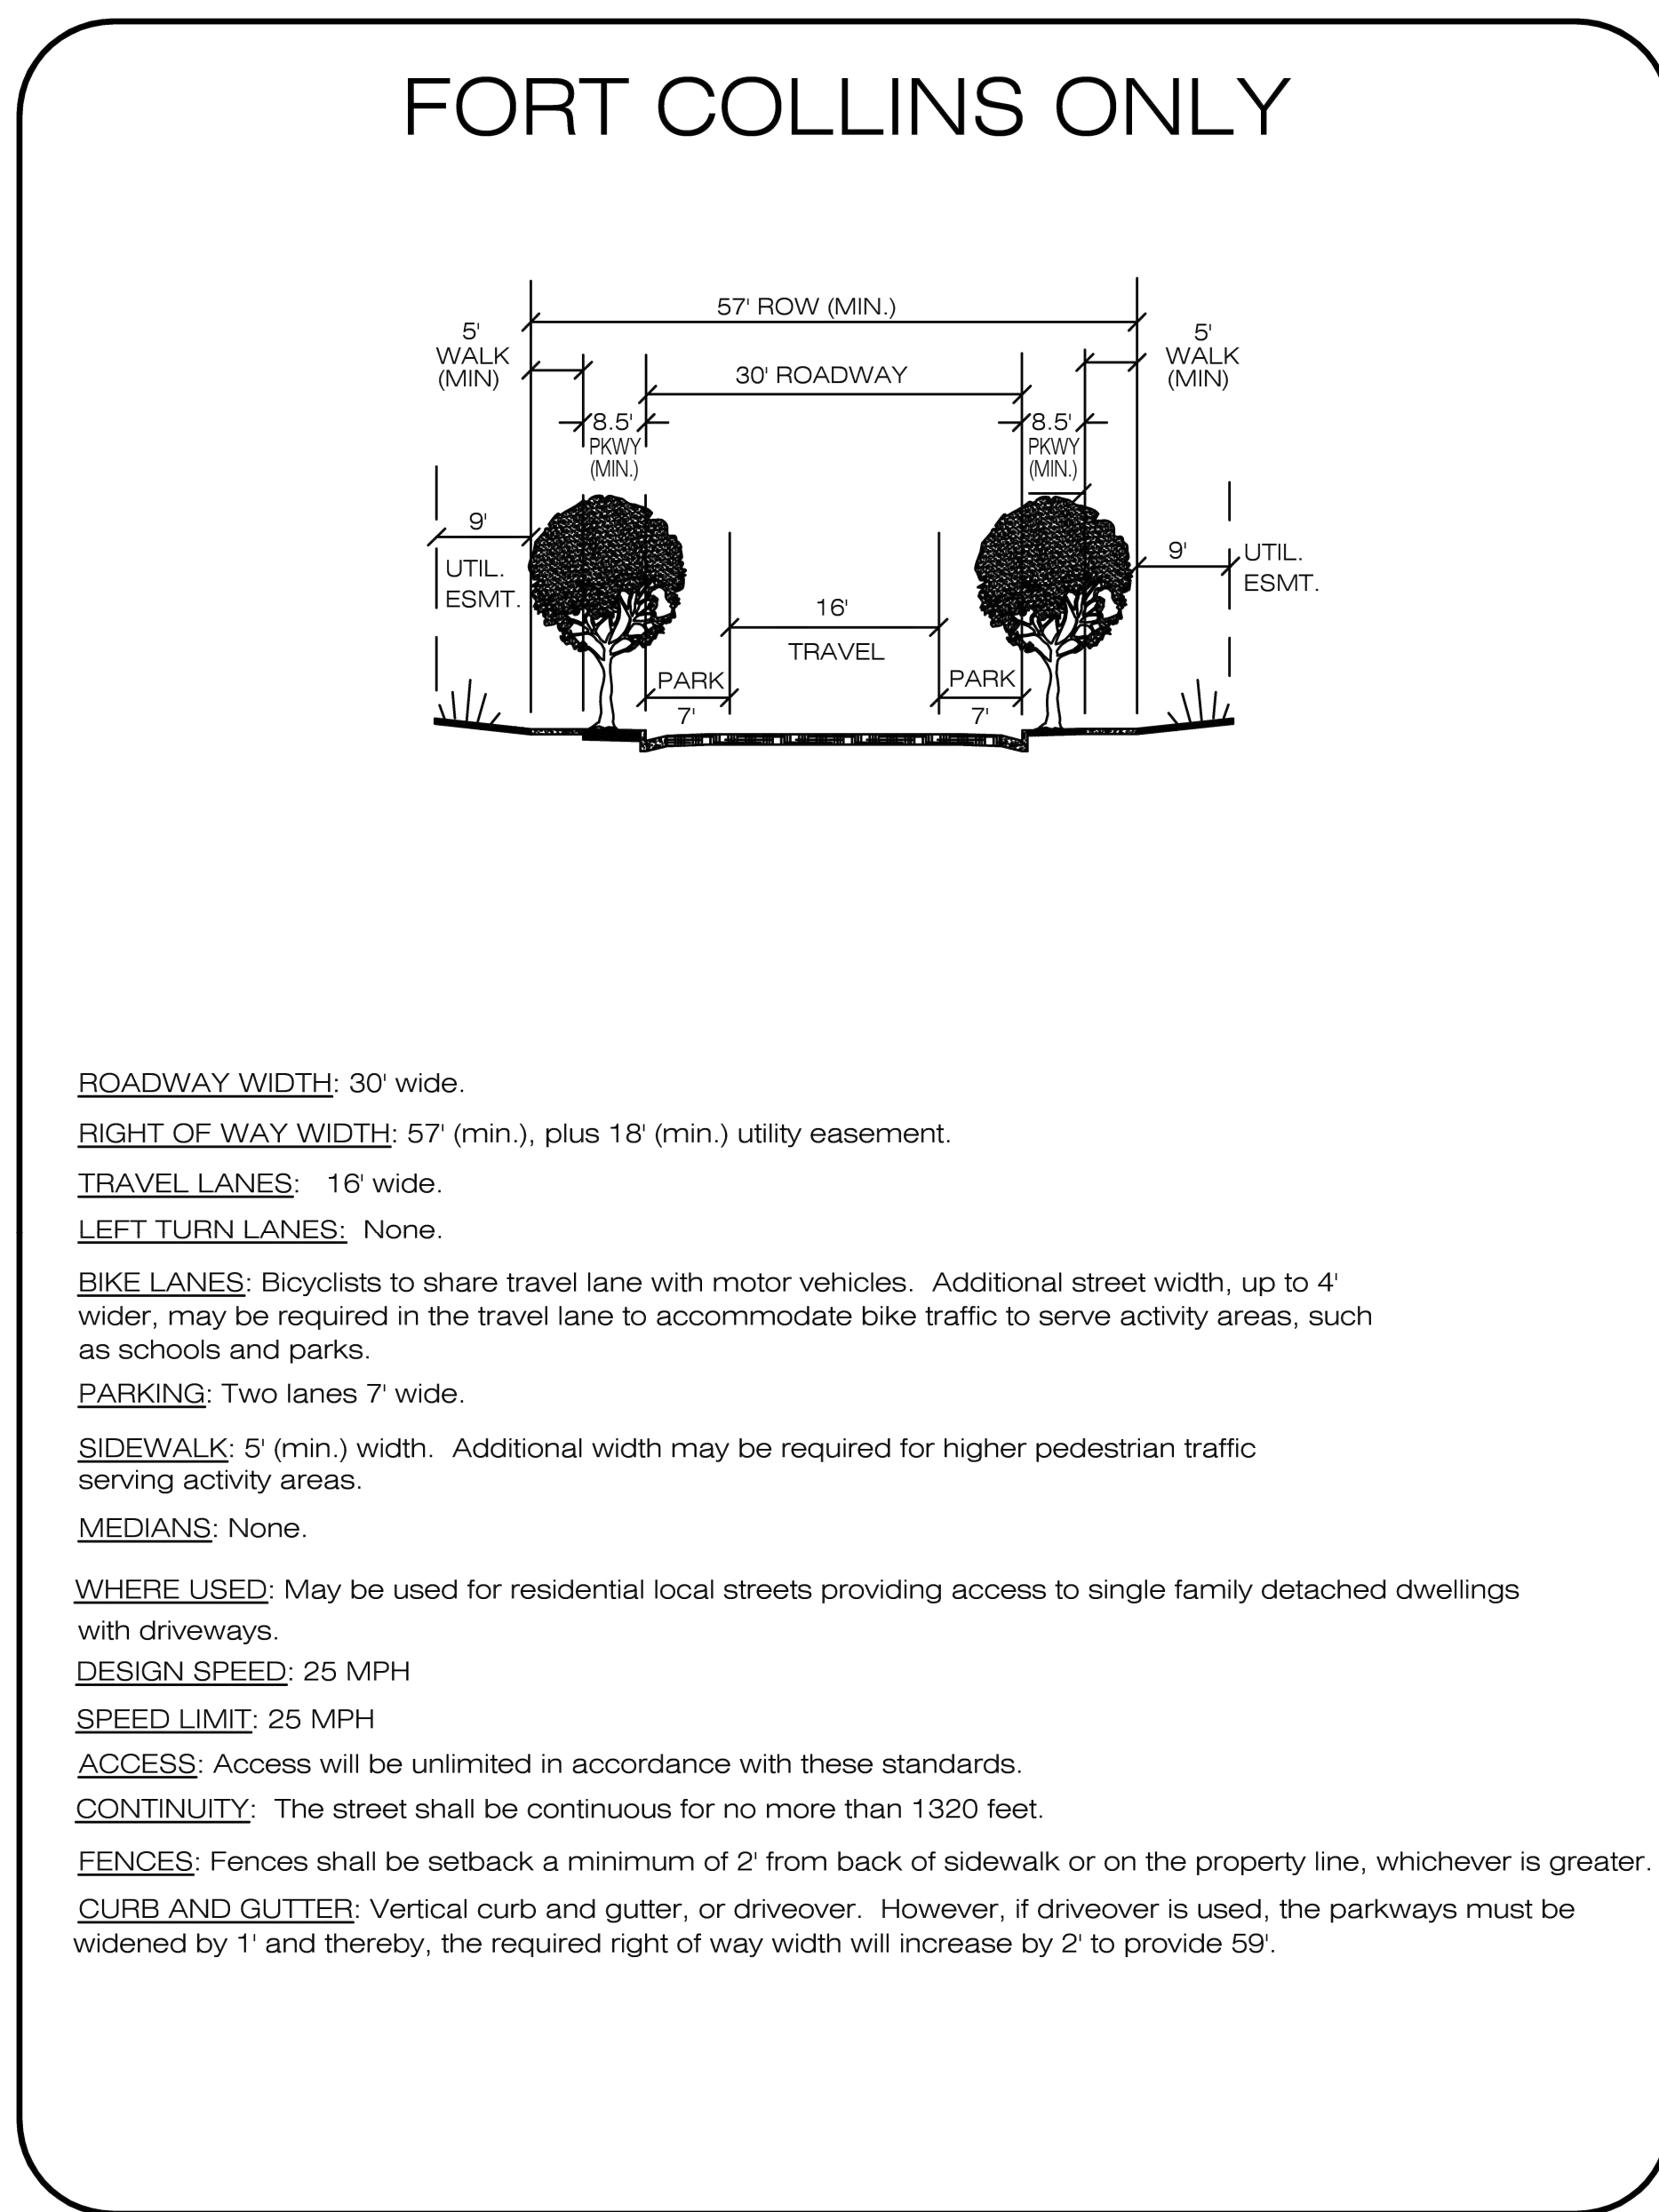 FORT COLLINS ONLY
57' ROW (MIN.)
5'
WALK
(MIN)
5'
WALK
(MIN)
30' ROADWAY
8.5'
PKWY
(MIN.)
8.5'
PKWY
(MIN.)
9'
UTIL.
ESMT.
9'
UTIL.
ESMT.
16'
TRAVEL
PARK
7'
PARK
7'
ROADWAY WIDTH: 30' wide.
RIGHT OF WAY WIDTH: 57' (min.), plus 18' (min.) utility easement.
TRAVEL LANES: 16' wide.
LEFT TURN LANES: None.
BIKE LANES: Bicyclists to share travel lane with motor vehicles. Additional street width, up to 4'
wider, may be required in the travel lane to accommodate bike traffic to serve activity areas, such
as schools and parks.
PARKING: Two lanes 7' wide.
SIDEWALK: 5' (min.) width. Additional width may be required for higher pedestrian traffic
serving activity areas.
MEDIANS: None.
WHERE USED: May be used for residential local streets providing access to single family detached dwellings
with driveways.
DESIGN SPEED: 25 MPH
SPEED LIMIT: 25 MPH
ACCESS: Access will be unlimited in accordance with these standards.
CONTINUITY: The street shall be continuous for no more than 1320 feet.
FENCES: Fences shall be setback a minimum of 2' from back of sidewalk or on the property line, whichever is greater.
CURB AND GUTTER: Vertical curb and gutter, or driveover. However, if driveover is used, the parkways must be
widened by 1' and thereby, the required right of way width will increase by 2' to provide 59'.